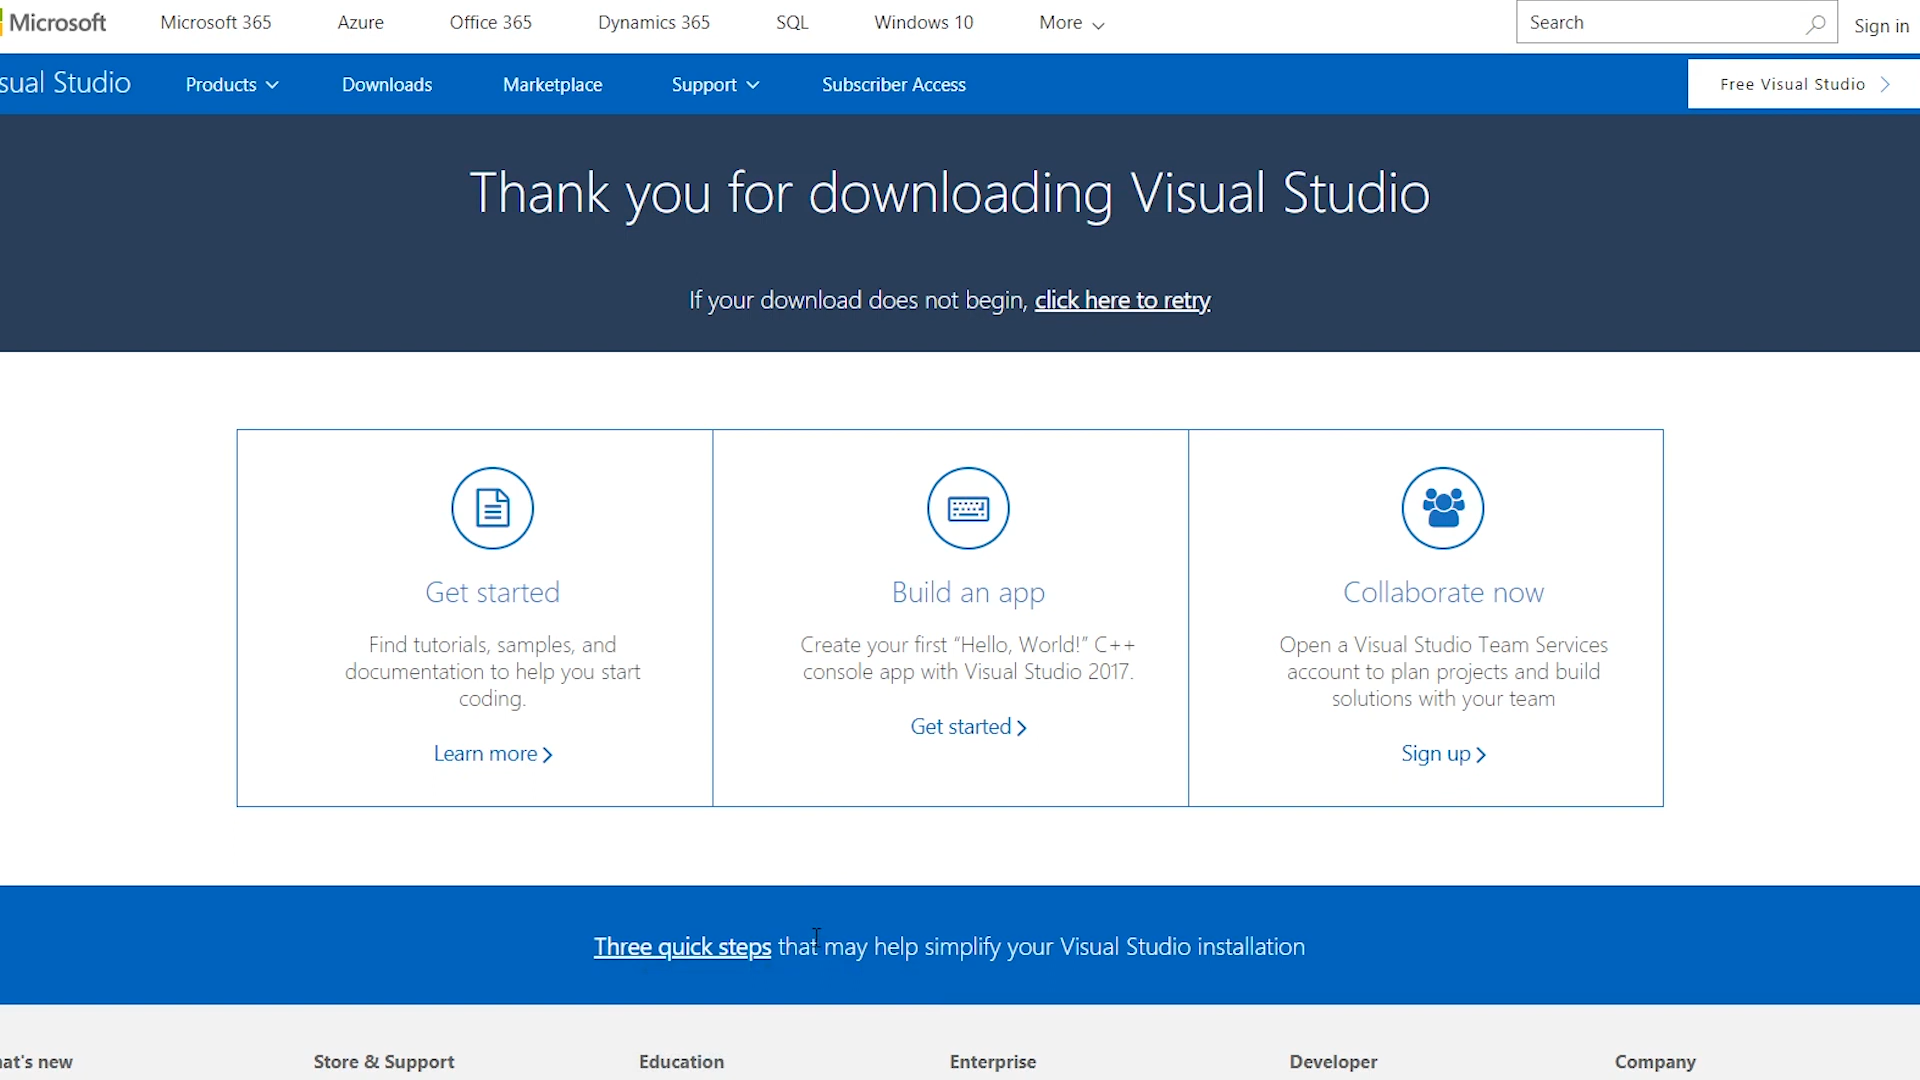 Microsoft Microsoft 365 Azure Office 365 Dynamics 365 SQL Windows 10 More Search Sign in
sual Studio Products Downloads Marketplace Support Subscriber Access Free Visual Studio
Thank you for downloading Visual Studio
If your download does not begin, click here to retry
Get started
Find tutorials, samples, and
documentation to help you start
coding.
Learn more
Build an app
Create your first “Hello, World!” C++
console app with Visual Studio 2017.
Get started
Collaborate now
Open a Visual Studio Team Services
account to plan projects and build
solutions with your team
Sign up
Three quick steps that may help simplify your Visual Studio installation
hat's new Store & Support Education Enterprise Developer Company